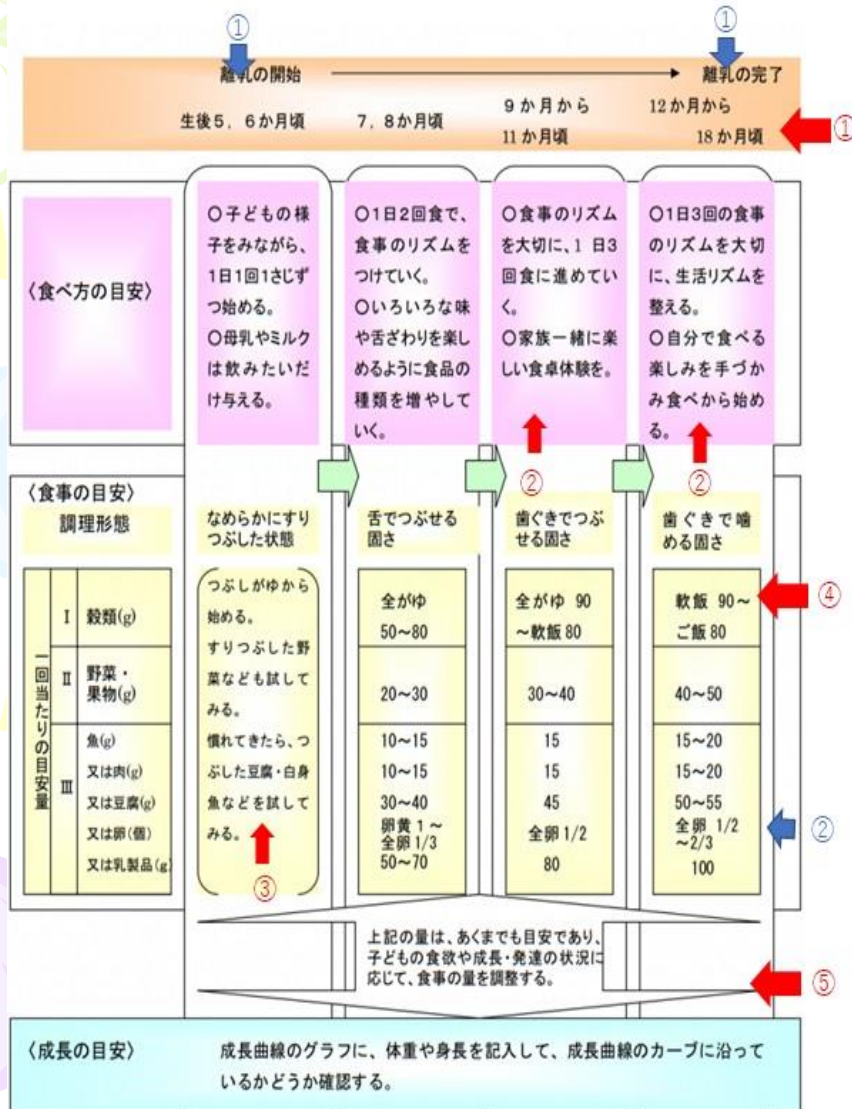 ①
①
離乳の開始
離乳の完了
生後5, 6か月頃
7, 8か月頃
9か月から
11か月頃
12か月から
18か月頃
①
〈食べ方の目安〉
〇子どもの様
子をみながら、
1日1回1さじず
つ始める。
〇母乳やミルク
は飲みたいだ
け与える。
〇1日2回食で、
食事のリズムを
つけていく。
〇いろいろな味
や舌ざわりを楽し
めるように食品の
種類を増やして
いく。
〇食事のリズム
を大切に、1 日3
回食に進めてい
く。
〇家族一緒に楽
しい食卓体験を。
②
〇1日3回の食事
のリズムを大切
に、生活リズムを
整える。
〇自分で食べる
楽しみを手づか
み食べから始め
る。
②
〈食事の目安〉
調理形態
なめらかにすり
つぶした状態
舌でつぶせる
固さ
歯ぐきでつぶ
せる固さ
歯ぐきで噛
める固さ
一回当たりの目安量
Ⅰ
穀類(g)
つぶしがゆから
始める。
すりつぶした野
菜なども試して
みる。
慣れてきたら、つ
ぶした豆腐・白身
魚などを試して
みる。
③
全がゆ
50～80
全がゆ 90
～軟飯80
軟飯 90～
ご飯 80
④
Ⅱ
野菜・
果物(g)
20～30
30～40
40～50
Ⅲ
魚(g)
又は肉(g)
又は豆腐(g)
又は卵(個)
又は乳製品(g)
10～15
10～15
30～40
卵黄 1～
全卵 1/3
50～70
15
15
45
全卵 1/2
80
15～20
15～20
50～55
全卵 1/2
～2/3
100
②
上記の量は、あくまでも目安であり、
子どもの食欲や成長・発達の状況に
応じて、食事の量を調整する。
⑤
〈成長の目安〉
成長曲線のグラフに、体重や身長を記入して、成長曲線のカーブに沿って
いるかどうか確認する。